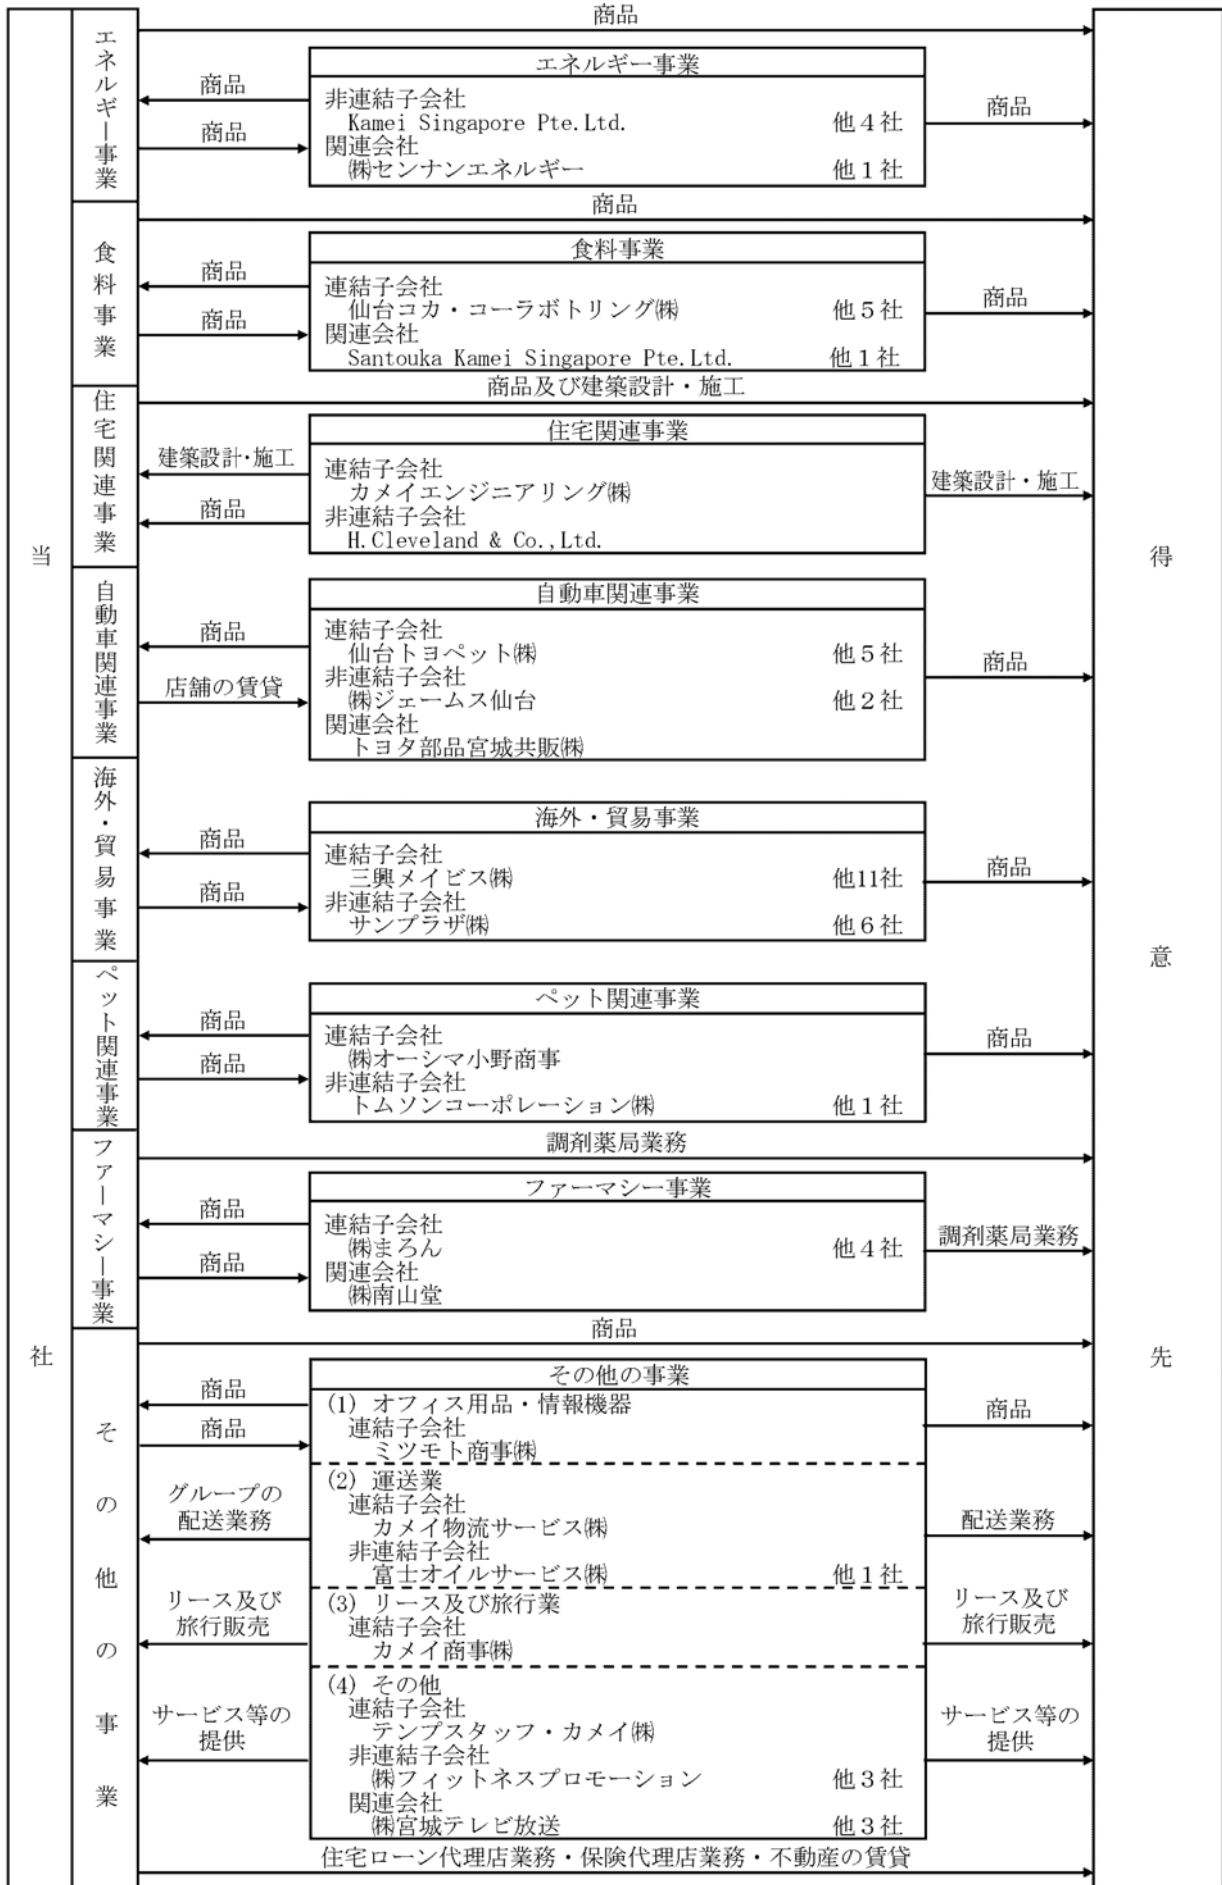 当社
得意先
エネルギー事業
商品
エネルギー事業
商品
商品
非連結子会社
Kamei Singapore Pte.Ltd. 他4社
関連会社
㈱センナンエネルギー 他1社
商品
食料事業
商品
食料事業
商品
商品
連結子会社
仙台コカ・コーラボトリング㈱ 他5社
関連会社
Santouka Kamei Singapore Pte.Ltd. 他1社
商品
住宅関連事業
商品及び建築設計・施工
住宅関連事業
建築設計・施工
商品
連結子会社
カメイエンジニアリング㈱
非連結子会社
H.Cleveland & Co.,Ltd.
建築設計・施工
自動車関連事業
自動車関連事業
商品
店舗の賃貸
連結子会社
仙台トヨペット㈱ 他5社
非連結子会社
㈱ジェームス仙台 他2社
関連会社
トヨタ部品宮城共販㈱
商品
海外・貿易事業
海外・貿易事業
商品
商品
連結子会社
三興メイビス㈱ 他11社
非連結子会社
サンプラザ㈱ 他6社
商品
ペット関連事業
ペット関連事業
商品
商品
連結子会社
㈱オーシマ小野商事
非連結子会社
トムソンコーポレーション㈱ 他1社
商品
ファーマシー事業
調剤薬局業務
ファーマシー事業
商品
商品
連結子会社
㈱まろん 他4社
関連会社
㈱南山堂
調剤薬局業務
その他の事業
商品
その他の事業
商品
商品
(1) オフィス用品・情報機器
連結子会社
ミツモト商事㈱
商品
グループの
配送業務
(2) 運送業
連結子会社
カメイ物流サービス㈱
非連結子会社
富士オイルサービス㈱ 他1社
配送業務
リース及び
旅行販売
(3) リース及び旅行業
連結子会社
カメイ商事㈱
リース及び
旅行販売
サービス等の
提供
(4) その他
連結子会社
テンプスタッフ・カメイ㈱
非連結子会社
㈱フィットネスプロモーション 他3社
関連会社
㈱宮城テレビ放送 他3社
サービス等の
提供
住宅ローン代理店業務・保険代理店業務・不動産の賃貸